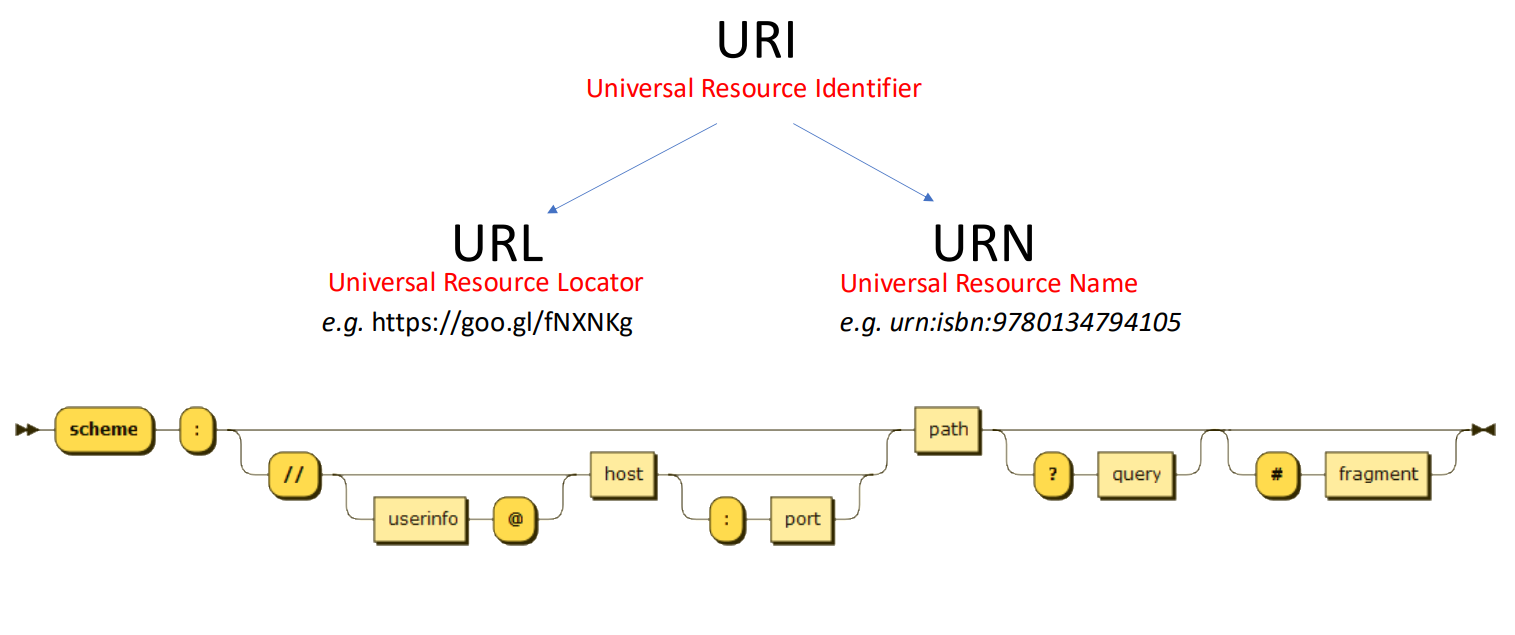 URI
Universal Resource Identifier
URL
Universal Resource Locator
e.g. https://goo.gl/fNXNKg
URN
Universal Resource Name
e.g. urn:isbn:9780134794105
scheme : path
// host ? query # fragment
userinfo @ : port